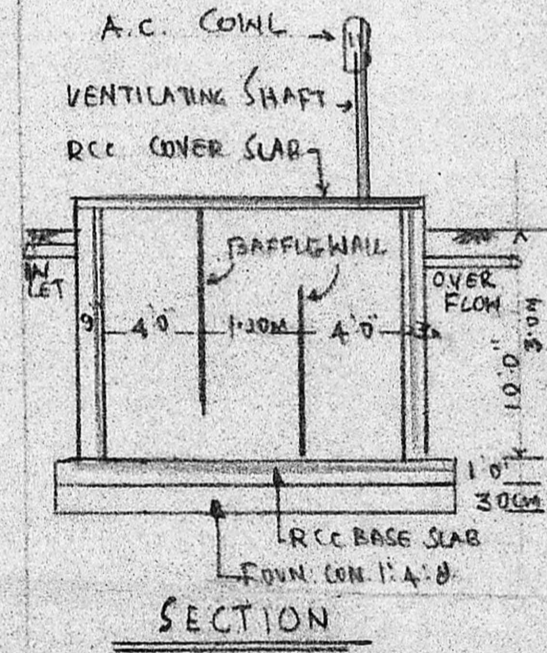 A.C. COWL
VENTILATING SHAFT
RCC COVER SLAB
BAFFLE WALL
IN
LET
OVER
FLOW
9"
4'0"
1.20M
4'0"
10'0"
3.0M
1'0"
30CM
RCC BASE SLAB
FOUN. CON. 1:4:8
SECTION